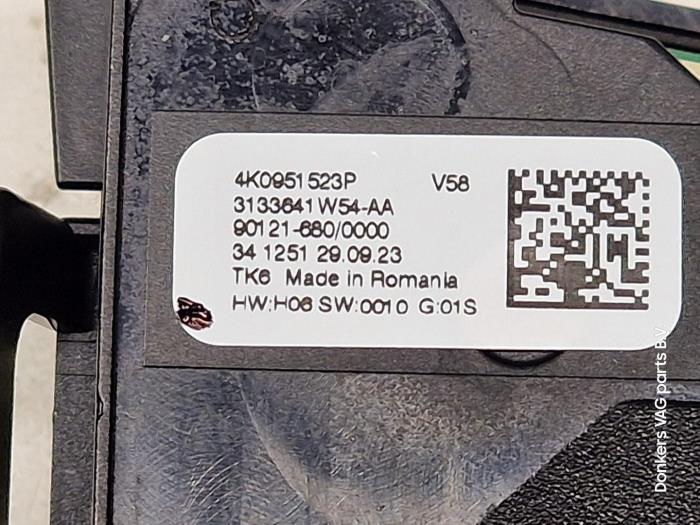 4K0951523P V58
3133641W54-AA
90121-680/0000
34 1251 29.09.23
TK6 Made in Romania
HW:H06 SW:0010 G:01S
Donkers VAG parts B.V.